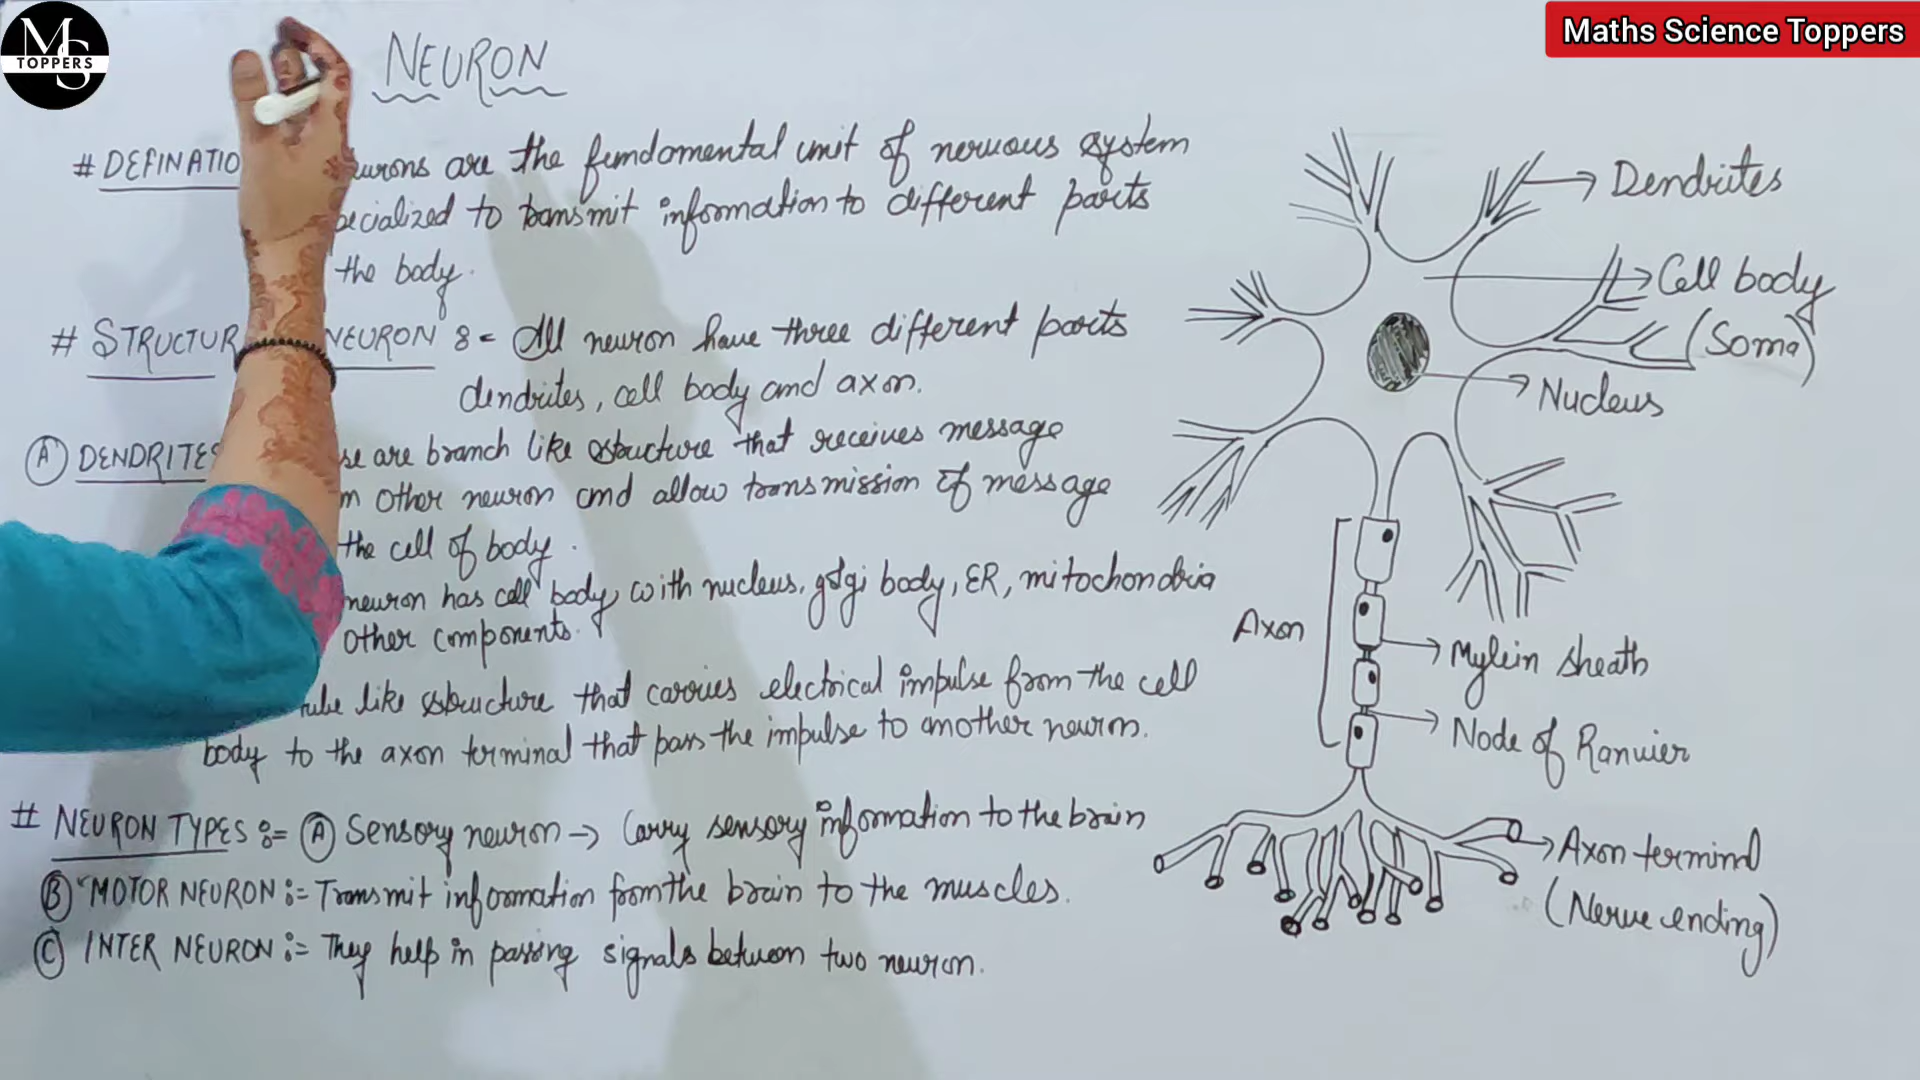 MS
TOPPERS
Maths Science Toppers
NEURON
# DEFINATIO
urons are the fundomental unit of nervous system
pecialized to transmit information to different parts
the body.
# STRUCTUR NEURON := All neuron have three different parts
dendrites, cell body and axon.
(A) DENDRITES se are branch like structure that receives message
m other neuron and allow transmission of message
the cell of body.
neuron has cell body with nucleus, golgi body, ER, mitochondria
other components.
tube like structure that carries electrical impulse from the cell
body to the axon terminal that pass the impulse to another neuron.
# NEURON TYPES := (A) Sensory neuron → Carry sensory information to the brain
(B) MOTOR NEURON := Transmit information from the brain to the muscles.
(C) INTER NEURON := They help in passing signals between two neuron.
Dendrites
Cell body
(Soma)
Nucleus
Axon
Mylein sheath
Node of Ranvier
Axon terminal
(Nerve ending)